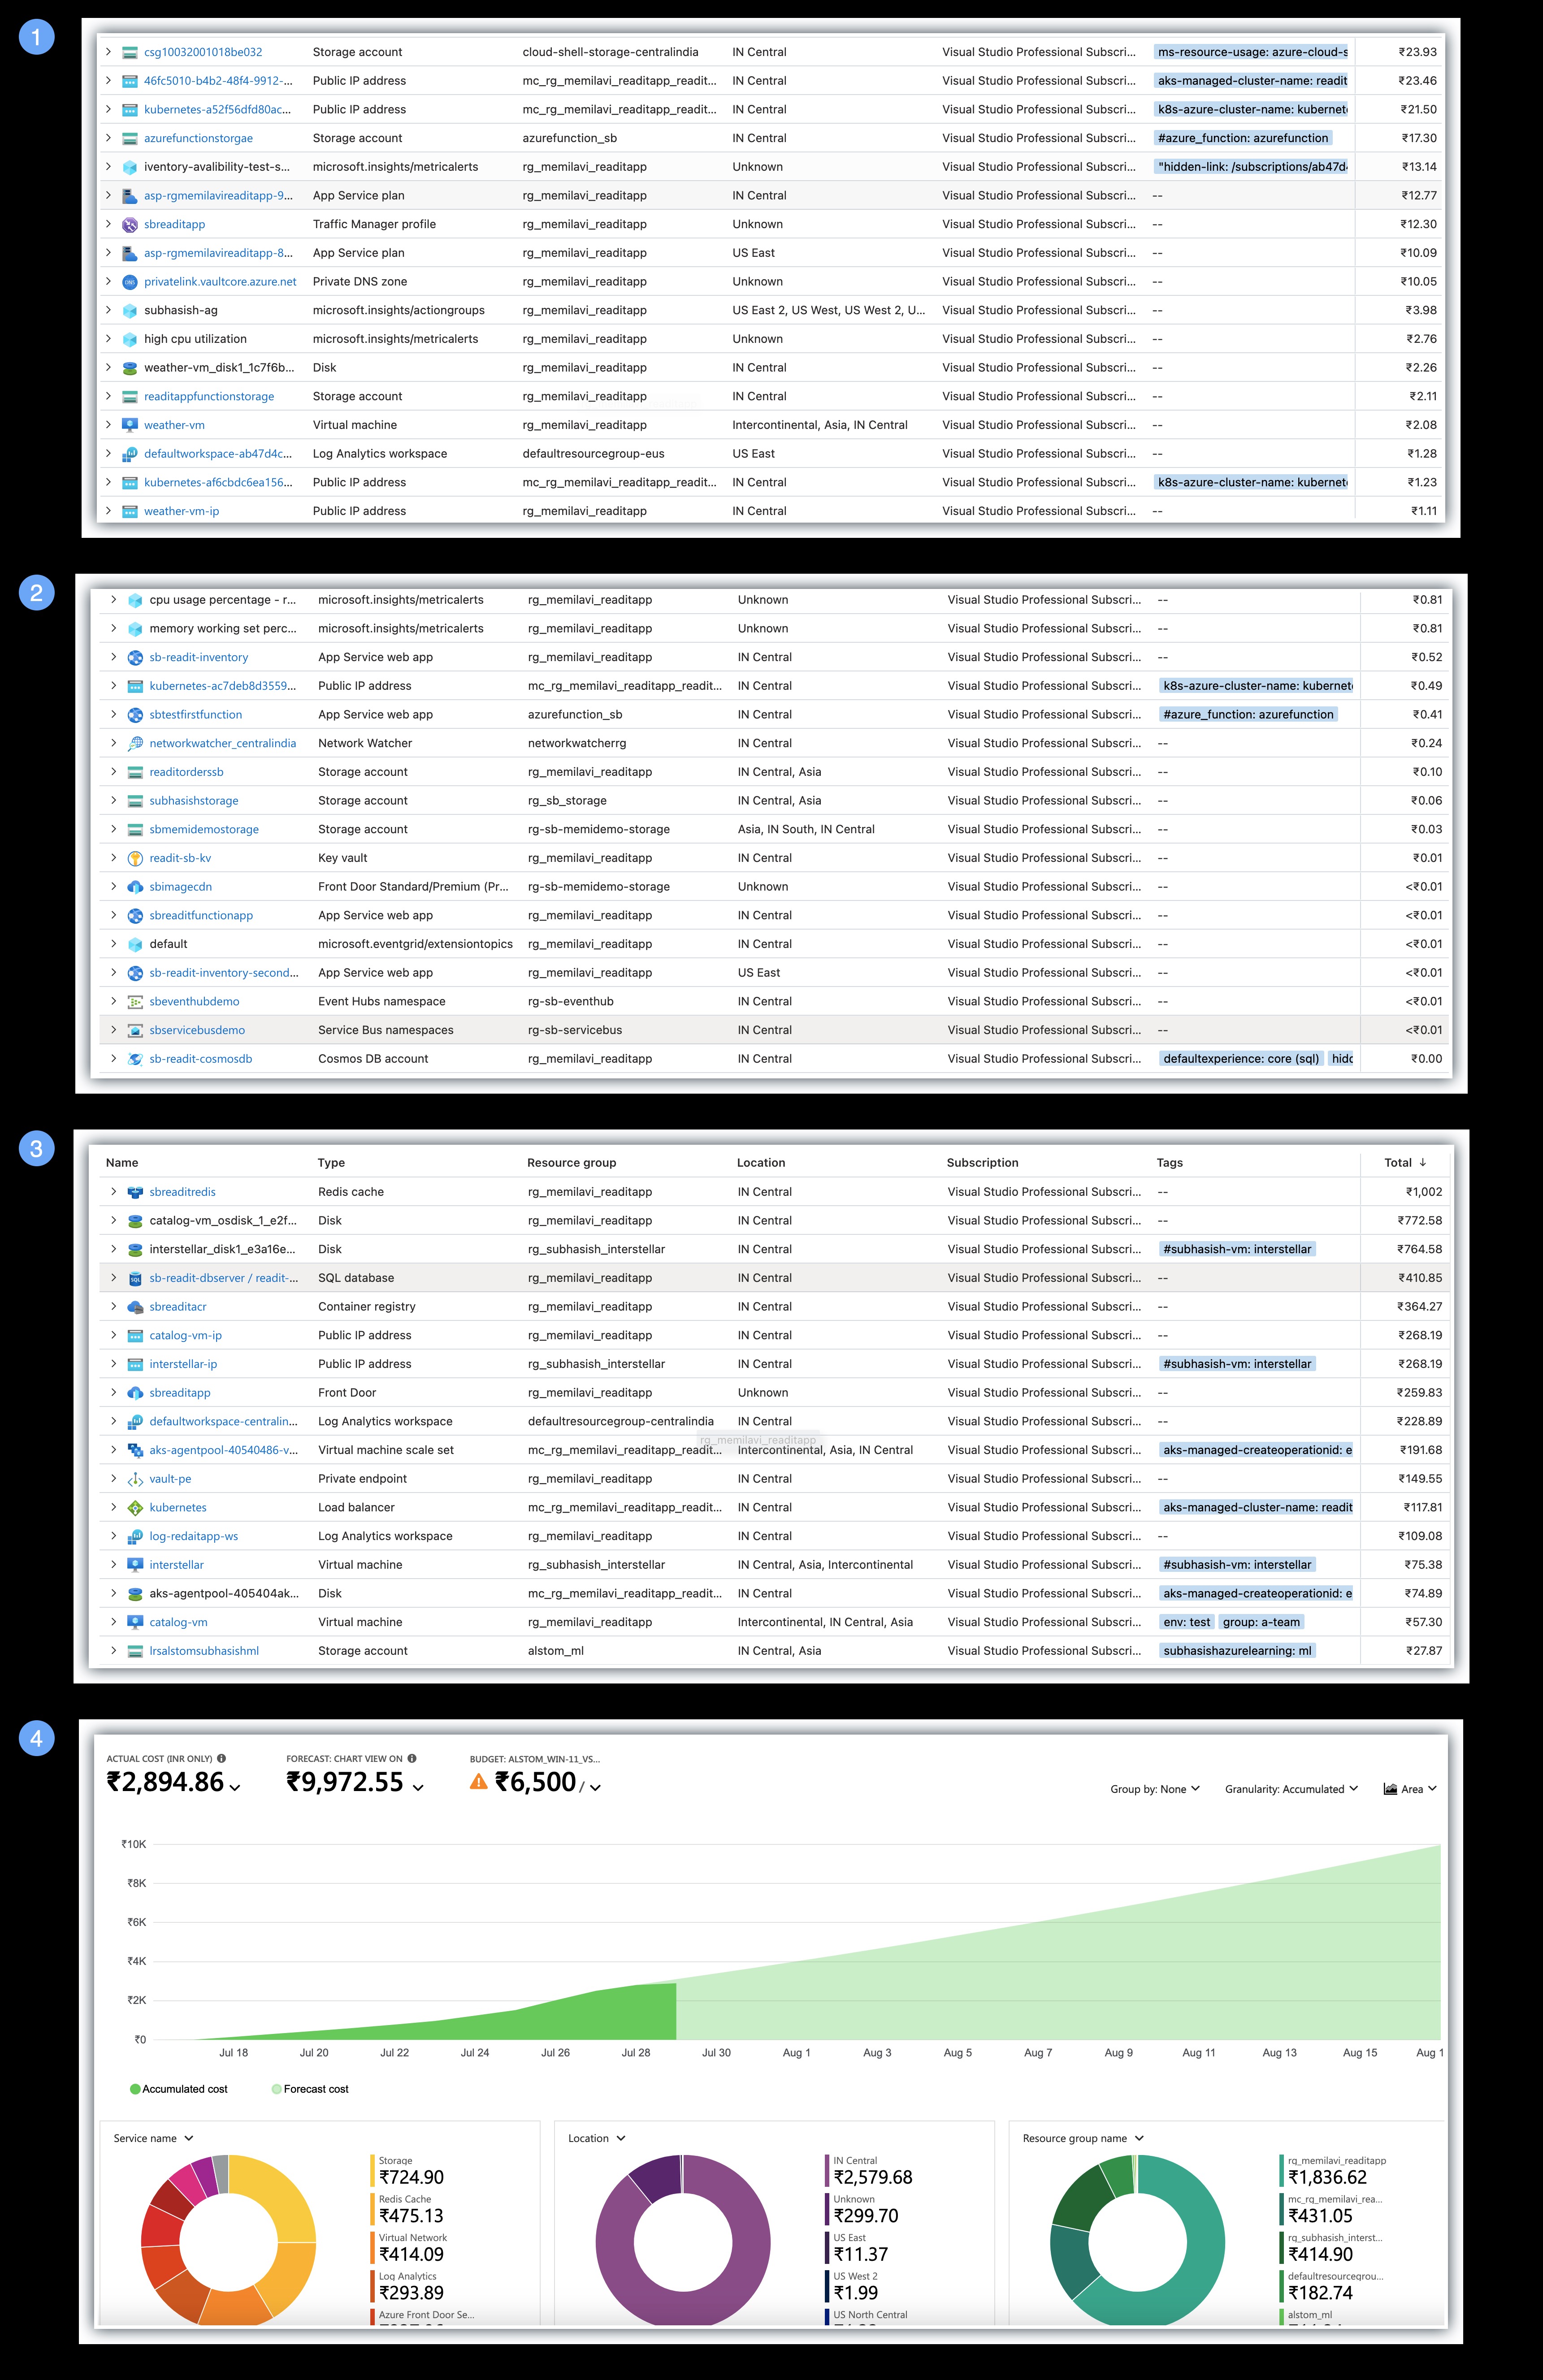 1
csg10032001018be032 Storage account cloud-shell-storage-centralindia IN Central Visual Studio Professional Subscri... ms-resource-usage: azure-cloud-s ₹23.93
46fc5010-b4b2-48f4-9912-... Public IP address mc_rg_memilavi_readitapp_readit... IN Central Visual Studio Professional Subscri... aks-managed-cluster-name: readit ₹23.46
kubernetes-a52f56dfd80ac... Public IP address mc_rg_memilavi_readitapp_readit... IN Central Visual Studio Professional Subscri... k8s-azure-cluster-name: kubernet ₹21.50
azurefunctionstorgae Storage account azurefunction_sb IN Central Visual Studio Professional Subscri... #azure_function: azurefunction ₹17.30
iventory-avalibility-test-s... microsoft.insights/metricalerts rg_memilavi_readitapp Unknown Visual Studio Professional Subscri... "hidden-link: /subscriptions/ab47d ₹13.14
asp-rgmemilavireaditapp-9... App Service plan rg_memilavi_readitapp IN Central Visual Studio Professional Subscri... -- ₹12.77
sbreaditapp Traffic Manager profile rg_memilavi_readitapp Unknown Visual Studio Professional Subscri... -- ₹12.30
asp-rgmemilavireaditapp-8... App Service plan rg_memilavi_readitapp US East Visual Studio Professional Subscri... -- ₹10.09
privatelink.vaultcore.azure.net Private DNS zone rg_memilavi_readitapp Unknown Visual Studio Professional Subscri... -- ₹10.05
subhasish-ag microsoft.insights/actiongroups rg_memilavi_readitapp US East 2, US West, US West 2, U... Visual Studio Professional Subscri... -- ₹3.98
high cpu utilization microsoft.insights/metricalerts rg_memilavi_readitapp Unknown Visual Studio Professional Subscri... -- ₹2.76
weather-vm_disk1_1c7f6b... Disk rg_memilavi_readitapp IN Central Visual Studio Professional Subscri... -- ₹2.26
readitappfunctionstorage Storage account rg_memilavi_readitapp IN Central Visual Studio Professional Subscri... -- ₹2.11
weather-vm Virtual machine rg_memilavi_readitapp Intercontinental, Asia, IN Central Visual Studio Professional Subscri... -- ₹2.08
defaultworkspace-ab47d4c... Log Analytics workspace defaultresourcegroup-eus US East Visual Studio Professional Subscri... -- ₹1.28
kubernetes-af6cbdc6ea156... Public IP address mc_rg_memilavi_readitapp_readit... IN Central Visual Studio Professional Subscri... k8s-azure-cluster-name: kubernet ₹1.23
weather-vm-ip Public IP address rg_memilavi_readitapp IN Central Visual Studio Professional Subscri... -- ₹1.11
2
cpu usage percentage - r... microsoft.insights/metricalerts rg_memilavi_readitapp Unknown Visual Studio Professional Subscri... -- ₹0.81
memory working set perc... microsoft.insights/metricalerts rg_memilavi_readitapp Unknown Visual Studio Professional Subscri... -- ₹0.81
sb-readit-inventory App Service web app rg_memilavi_readitapp IN Central Visual Studio Professional Subscri... -- ₹0.52
kubernetes-ac7deb8d3559... Public IP address mc_rg_memilavi_readitapp_readit... IN Central Visual Studio Professional Subscri... k8s-azure-cluster-name: kubernet ₹0.49
sbtestfirstfunction App Service web app azurefunction_sb IN Central Visual Studio Professional Subscri... #azure_function: azurefunction ₹0.41
networkwatcher_centralindia Network Watcher networkwatcherrg IN Central Visual Studio Professional Subscri... -- ₹0.24
readitorderssb Storage account rg_memilavi_readitapp IN Central, Asia Visual Studio Professional Subscri... -- ₹0.10
subhasishstorage Storage account rg_sb_storage IN Central, Asia Visual Studio Professional Subscri... -- ₹0.06
sbmemidemostorage Storage account rg-sb-memidemo-storage Asia, IN South, IN Central Visual Studio Professional Subscri... -- ₹0.03
readit-sb-kv Key vault rg_memilavi_readitapp IN Central Visual Studio Professional Subscri... -- ₹0.01
sbimagecdn Front Door Standard/Premium (Pr... rg-sb-memidemo-storage Unknown Visual Studio Professional Subscri... -- <₹0.01
sbreaditfunctionapp App Service web app rg_memilavi_readitapp IN Central Visual Studio Professional Subscri... -- <₹0.01
default microsoft.eventgrid/extensiontopics rg_memilavi_readitapp IN Central Visual Studio Professional Subscri... -- <₹0.01
sb-readit-inventory-second... App Service web app rg_memilavi_readitapp US East Visual Studio Professional Subscri... -- <₹0.01
sbeventhubdemo Event Hubs namespace rg-sb-eventhub IN Central Visual Studio Professional Subscri... -- <₹0.01
sbservicebusdemo Service Bus namespaces rg-sb-servicebus IN Central Visual Studio Professional Subscri... -- <₹0.01
sb-readit-cosmosdb Cosmos DB account rg_memilavi_readitapp IN Central Visual Studio Professional Subscri... defaultexperience: core (sql) hidd ₹0.00
3
Name Type Resource group Location Subscription Tags Total ↓
sbreaditredis Redis cache rg_memilavi_readitapp IN Central Visual Studio Professional Subscri... -- ₹1,002
catalog-vm_osdisk_1_e2f... Disk rg_memilavi_readitapp IN Central Visual Studio Professional Subscri... -- ₹772.58
interstellar_disk1_e3a16e... Disk rg_subhasish_interstellar IN Central Visual Studio Professional Subscri... #subhasish-vm: interstellar ₹764.58
sb-readit-dbserver / readit-... SQL database rg_memilavi_readitapp IN Central Visual Studio Professional Subscri... -- ₹410.85
sbreaditacr Container registry rg_memilavi_readitapp IN Central Visual Studio Professional Subscri... -- ₹364.27
catalog-vm-ip Public IP address rg_memilavi_readitapp IN Central Visual Studio Professional Subscri... -- ₹268.19
interstellar-ip Public IP address rg_subhasish_interstellar IN Central Visual Studio Professional Subscri... #subhasish-vm: interstellar ₹268.19
sbreaditapp Front Door rg_memilavi_readitapp Unknown Visual Studio Professional Subscri... -- ₹259.83
defaultworkspace-centralin... Log Analytics workspace defaultresourcegroup-centralindia IN Central Visual Studio Professional Subscri... -- ₹228.89
rg_memilavi_readitapp
aks-agentpool-40540486-v... Virtual machine scale set mc_rg_memilavi_readitapp_readit... Intercontinental, Asia, IN Central Visual Studio Professional Subscri... aks-managed-createoperationid: e ₹191.68
vault-pe Private endpoint rg_memilavi_readitapp IN Central Visual Studio Professional Subscri... -- ₹149.55
kubernetes Load balancer mc_rg_memilavi_readitapp_readit... IN Central Visual Studio Professional Subscri... aks-managed-cluster-name: readit ₹117.81
log-redaitapp-ws Log Analytics workspace rg_memilavi_readitapp IN Central Visual Studio Professional Subscri... -- ₹109.08
interstellar Virtual machine rg_subhasish_interstellar IN Central, Asia, Intercontinental Visual Studio Professional Subscri... #subhasish-vm: interstellar ₹75.38
aks-agentpool-405404ak... Disk mc_rg_memilavi_readitapp_readit... IN Central Visual Studio Professional Subscri... aks-managed-createoperationid: e ₹74.89
catalog-vm Virtual machine rg_memilavi_readitapp Intercontinental, IN Central, Asia Visual Studio Professional Subscri... env: test group: a-team ₹57.30
lrsalstomsubhasishml Storage account alstom_ml IN Central, Asia Visual Studio Professional Subscri... subhasishazurelearning: ml ₹27.87
4
ACTUAL COST (INR ONLY) FORECAST: CHART VIEW ON BUDGET: ALSTOM_WIN-11_VS...
₹2,894.86 ₹9,972.55 ₹6,500 /
Group by: None Granularity: Accumulated Area
₹10K
₹8K
₹6K
₹4K
₹2K
₹0
Jul 18 Jul 20 Jul 22 Jul 24 Jul 26 Jul 28 Jul 30 Aug 1 Aug 3 Aug 5 Aug 7 Aug 9 Aug 11 Aug 13 Aug 15 Aug 1
Accumulated cost Forecast cost
Service name
Storage
₹724.90
Redis Cache
₹475.13
Virtual Network
₹414.09
Log Analytics
₹293.89
Azure Front Door Se...
Location
IN Central
₹2,579.68
Unknown
₹299.70
US East
₹11.37
US West 2
₹1.99
US North Central
Resource group name
rg_memilavi_readitapp
₹1,836.62
mc_rg_memilavi_rea...
₹431.05
rg_subhasish_interst...
₹414.90
defaultresourcegrou...
₹182.74
alstom_ml